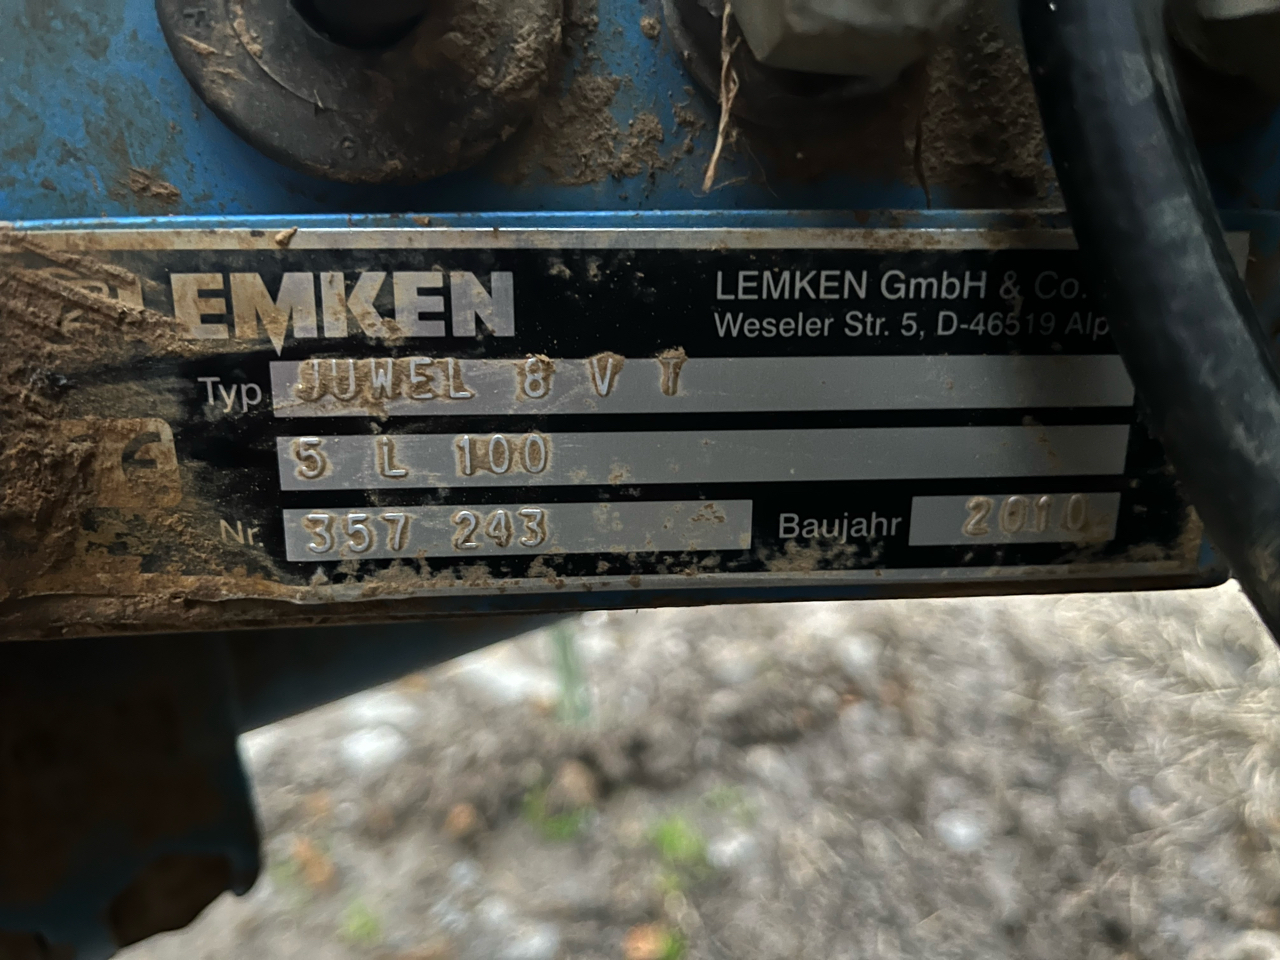 LEMKEN
LEMKEN GmbH & Co.
Weseler Str. 5, D-46519 Alp
Typ JUWEL 8 V T
5 L 100
Nr. 357 243 Baujahr 2010